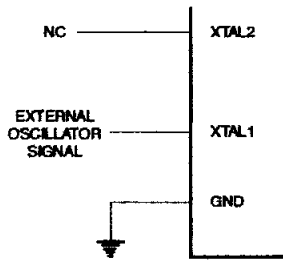 NC
XTAL2
EXTERNAL
OSCILLATOR
SIGNAL
XTAL1
GND